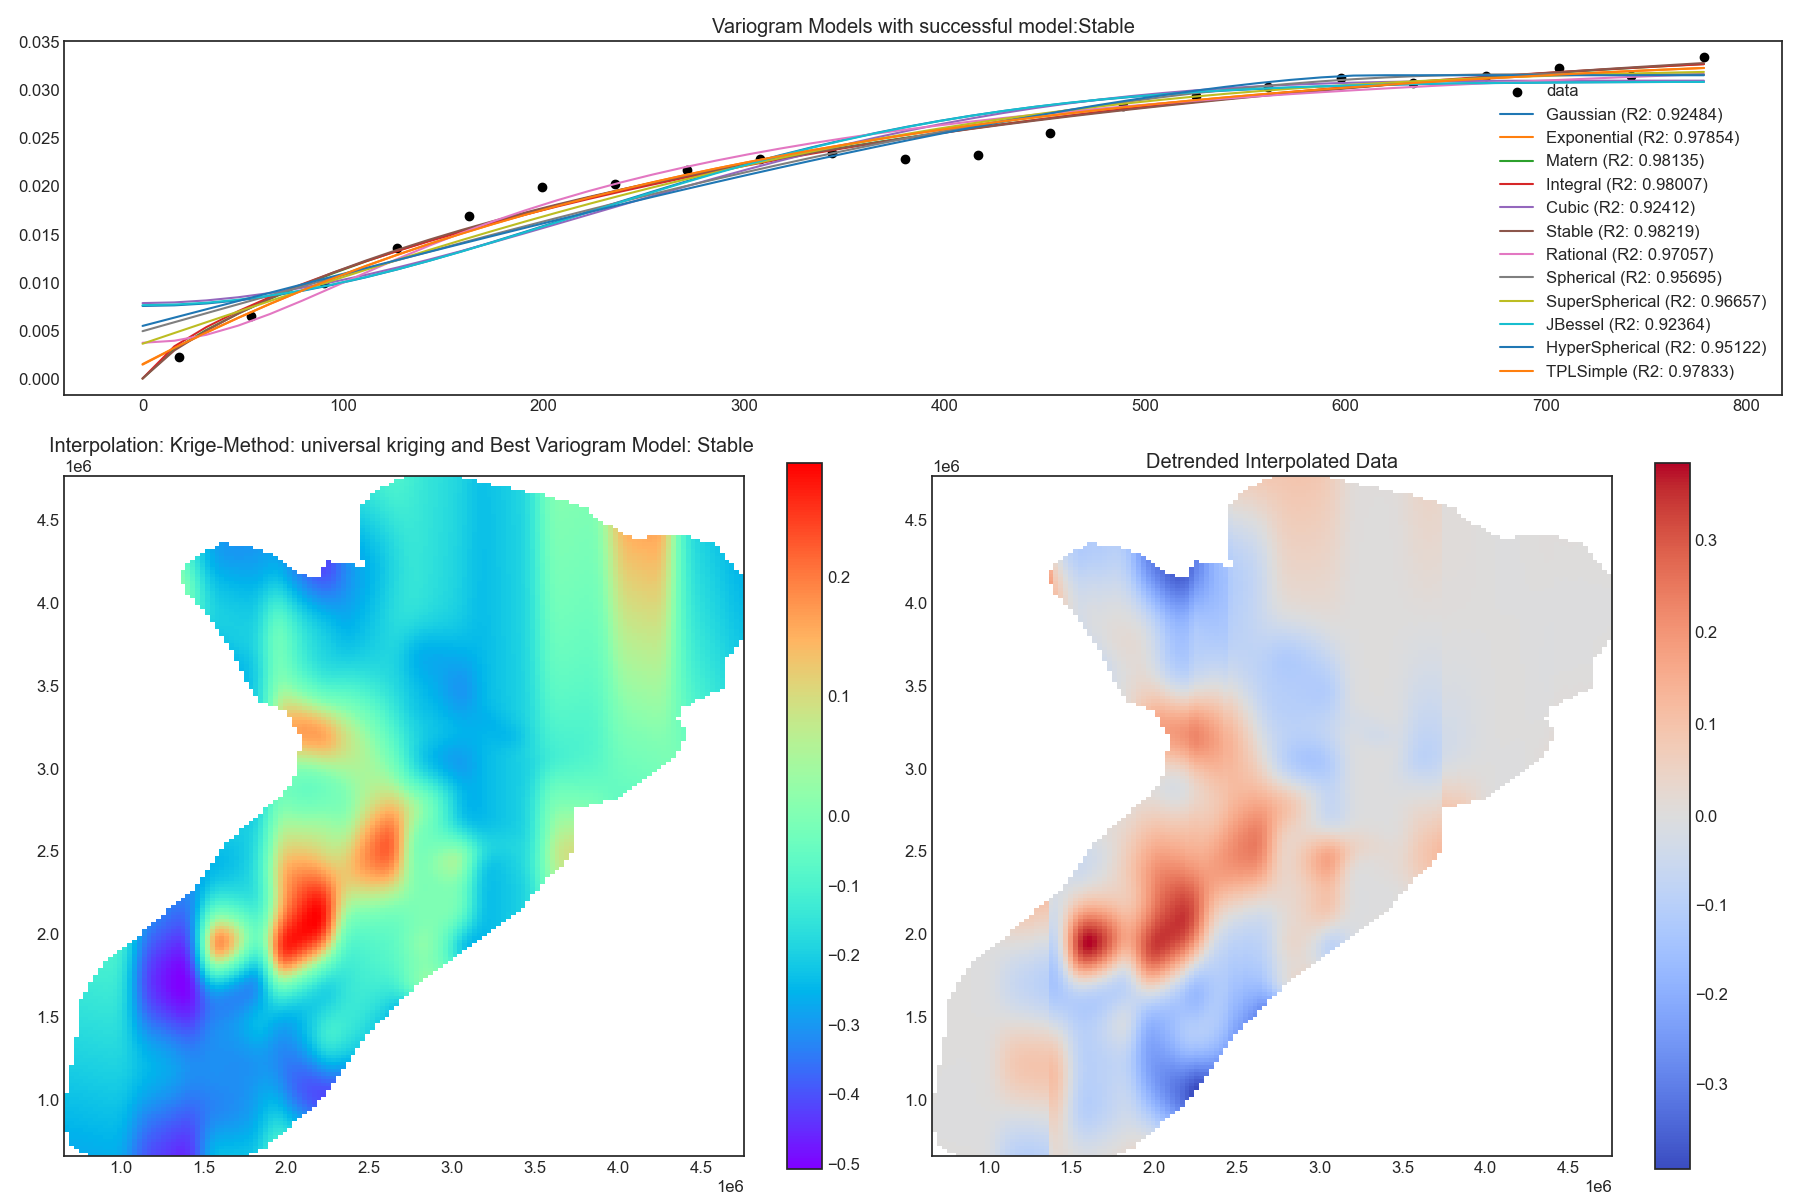 Variogram Models with successful model:Stable
0.035
0.030
0.025
0.020
0.015
0.010
0.005
0.000
data
Gaussian (R2: 0.92484)
Exponential (R2: 0.97854)
Matern (R2: 0.98135)
Integral (R2: 0.98007)
Cubic (R2: 0.92412)
Stable (R2: 0.98219)
Rational (R2: 0.97057)
Spherical (R2: 0.95695)
SuperSpherical (R2: 0.96657)
JBessel (R2: 0.92364)
HyperSpherical (R2: 0.95122)
TPLSimple (R2: 0.97833)
0 100 200 300 400 500 600 700 800
Interpolation: Krige-Method: universal kriging and Best Variogram Model: Stable
1e6
4.5
4.0
3.5
3.0
2.5
2.0
1.5
1.0
1.0 1.5 2.0 2.5 3.0 3.5 4.0 4.5
1e6
0.2
0.1
0.0
−0.1
−0.2
−0.3
−0.4
−0.5
Detrended Interpolated Data
1e6
4.5
4.0
3.5
3.0
2.5
2.0
1.5
1.0
1.0 1.5 2.0 2.5 3.0 3.5 4.0 4.5
1e6
0.3
0.2
0.1
0.0
−0.1
−0.2
−0.3